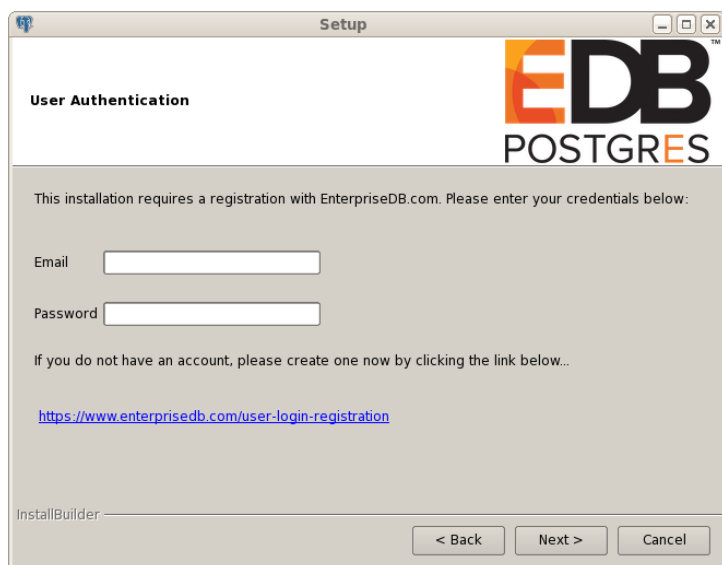 Setup
EDB™
POSTGRES
User Authentication
This installation requires a registration with EnterpriseDB.com. Please enter your credentials below:
Email
Password
If you do not have an account, please create one now by clicking the link below...
https://www.enterprisedb.com/user-login-registration
InstallBuilder
< Back Next > Cancel